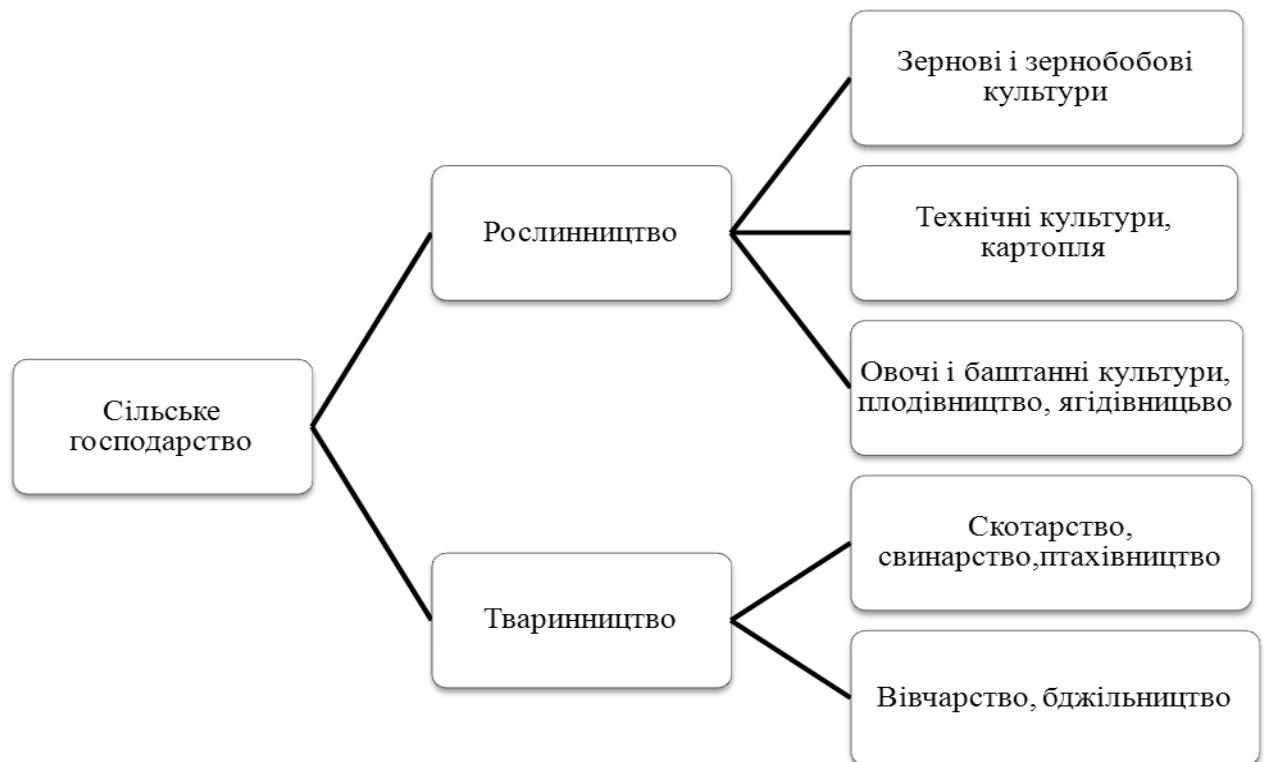 Сільське
господарство
Рослинництво
Зернові і зернобобові
культури
Технічні культури,
картопля
Овочі і баштанні культури,
плодівництво, ягідівницьво
Тваринництво
Скотарство,
свинарство,птахівництво
Вівчарство, бджільництво